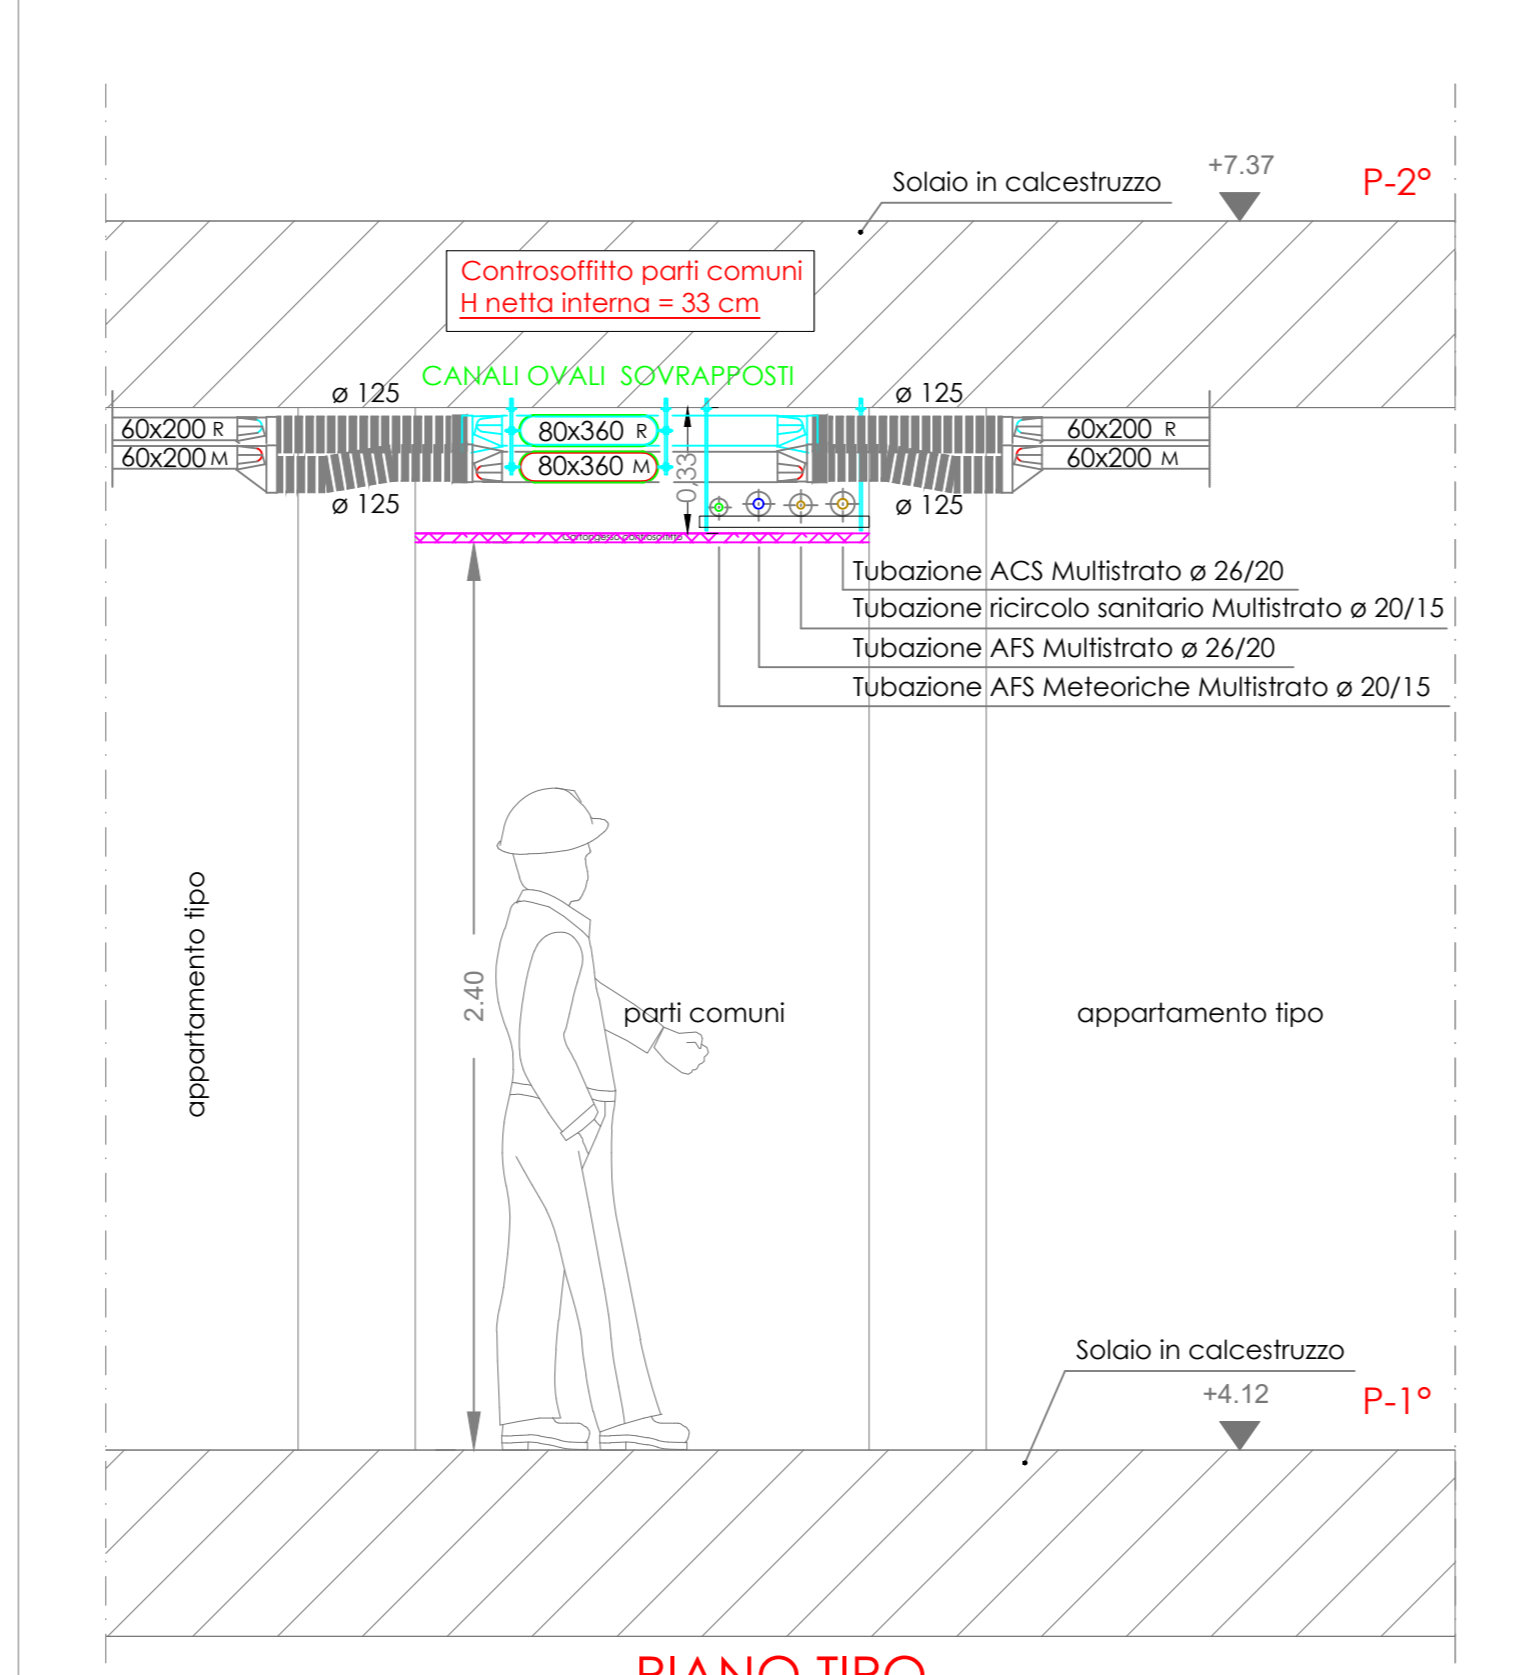 +7.37
P-2°
Solaio in calcestruzzo
Controsoffitto parti comuni
H netta interna = 33 cm
CANALI OVALI SOVRAPPOSTI
ø 125
ø 125
60x200 R
80x360 R
60x200 R
60x200 M
80x360 M
60x200 M
0,33
ø 125
ø 125
Cartongesso controsoffitto
Tubazione ACS Multistrato ø 26/20
Tubazione ricircolo sanitario Multistrato ø 20/15
Tubazione AFS Multistrato ø 26/20
Tubazione AFS Meteoriche Multistrato ø 20/15
appartamento tipo
2.40
parti comuni
appartamento tipo
Solaio in calcestruzzo
+4.12
P-1°
PIANO TIPO